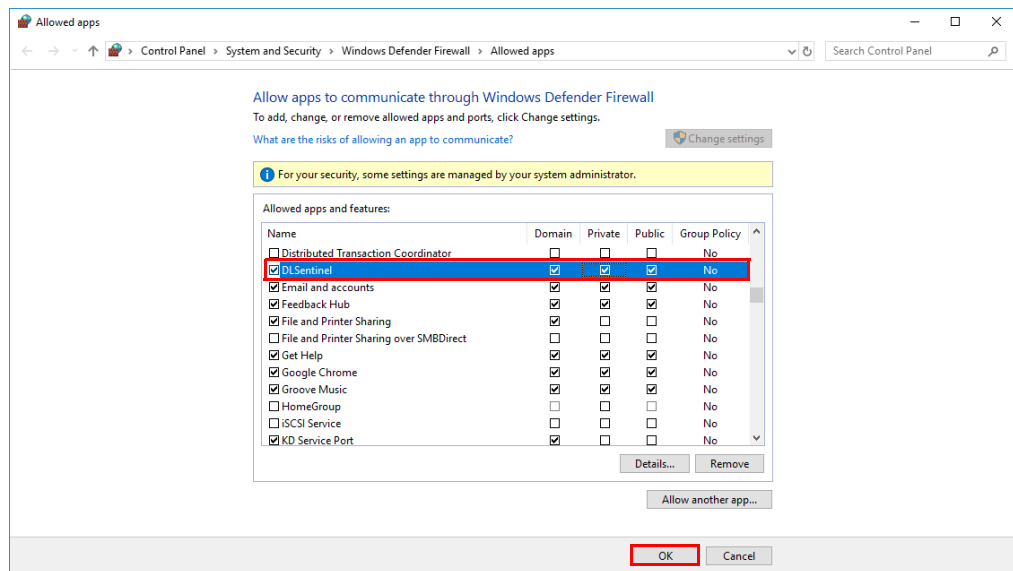 Allowed apps
Control Panel > System and Security > Windows Defender Firewall > Allowed apps
Search Control Panel
Allow apps to communicate through Windows Defender Firewall
To add, change, or remove allowed apps and ports, click Change settings.
What are the risks of allowing an app to communicate?
Change settings
For your security, some settings are managed by your system administrator.
Allowed apps and features:
Name Domain Private Public Group Policy
Distributed Transaction Coordinator No
DLSentinel No
Email and accounts No
Feedback Hub No
File and Printer Sharing No
File and Printer Sharing over SMBDirect No
Get Help No
Google Chrome No
Groove Music No
HomeGroup No
iSCSI Service No
KD Service Port No
Details... Remove
Allow another app...
OK Cancel